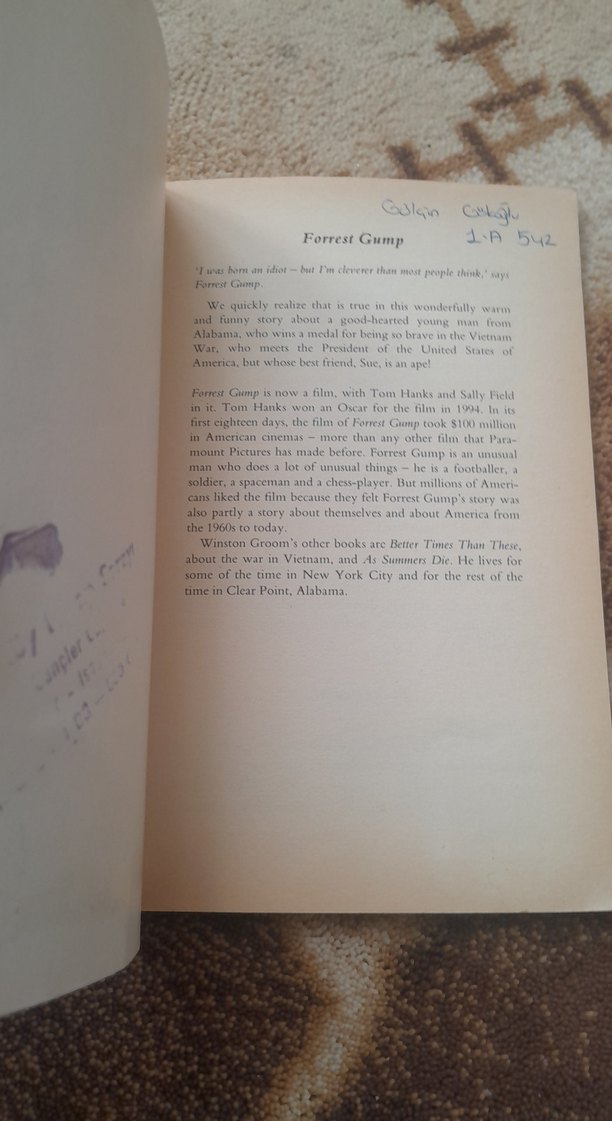 Gülçin Gökoğlu
1-A 542
Forrest Gump
'I was born an idiot – but I'm cleverer than most people think,' says
Forrest Gump.
We quickly realize that is true in this wonderfully warm
and funny story about a good-hearted young man from
Alabama, who wins a medal for being so brave in the Vietnam
War, who meets the President of the United States of
America, but whose best friend, Sue, is an ape!
Forrest Gump is now a film, with Tom Hanks and Sally Field
in it. Tom Hanks won an Oscar for the film in 1994. In its
first eighteen days, the film of Forrest Gump took $100 million
in American cinemas – more than any other film that Para-
mount Pictures has made before. Forrest Gump is an unusual
man who does a lot of unusual things – he is a footballer, a
soldier, a spaceman and a chess-player. But millions of Ameri-
cans liked the film because they felt Forrest Gump's story was
also partly a story about themselves and about America from
the 1960s to today.
Winston Groom's other books are Better Times Than These,
about the war in Vietnam, and As Summers Die. He lives for
some of the time in New York City and for the rest of the
time in Clear Point, Alabama.